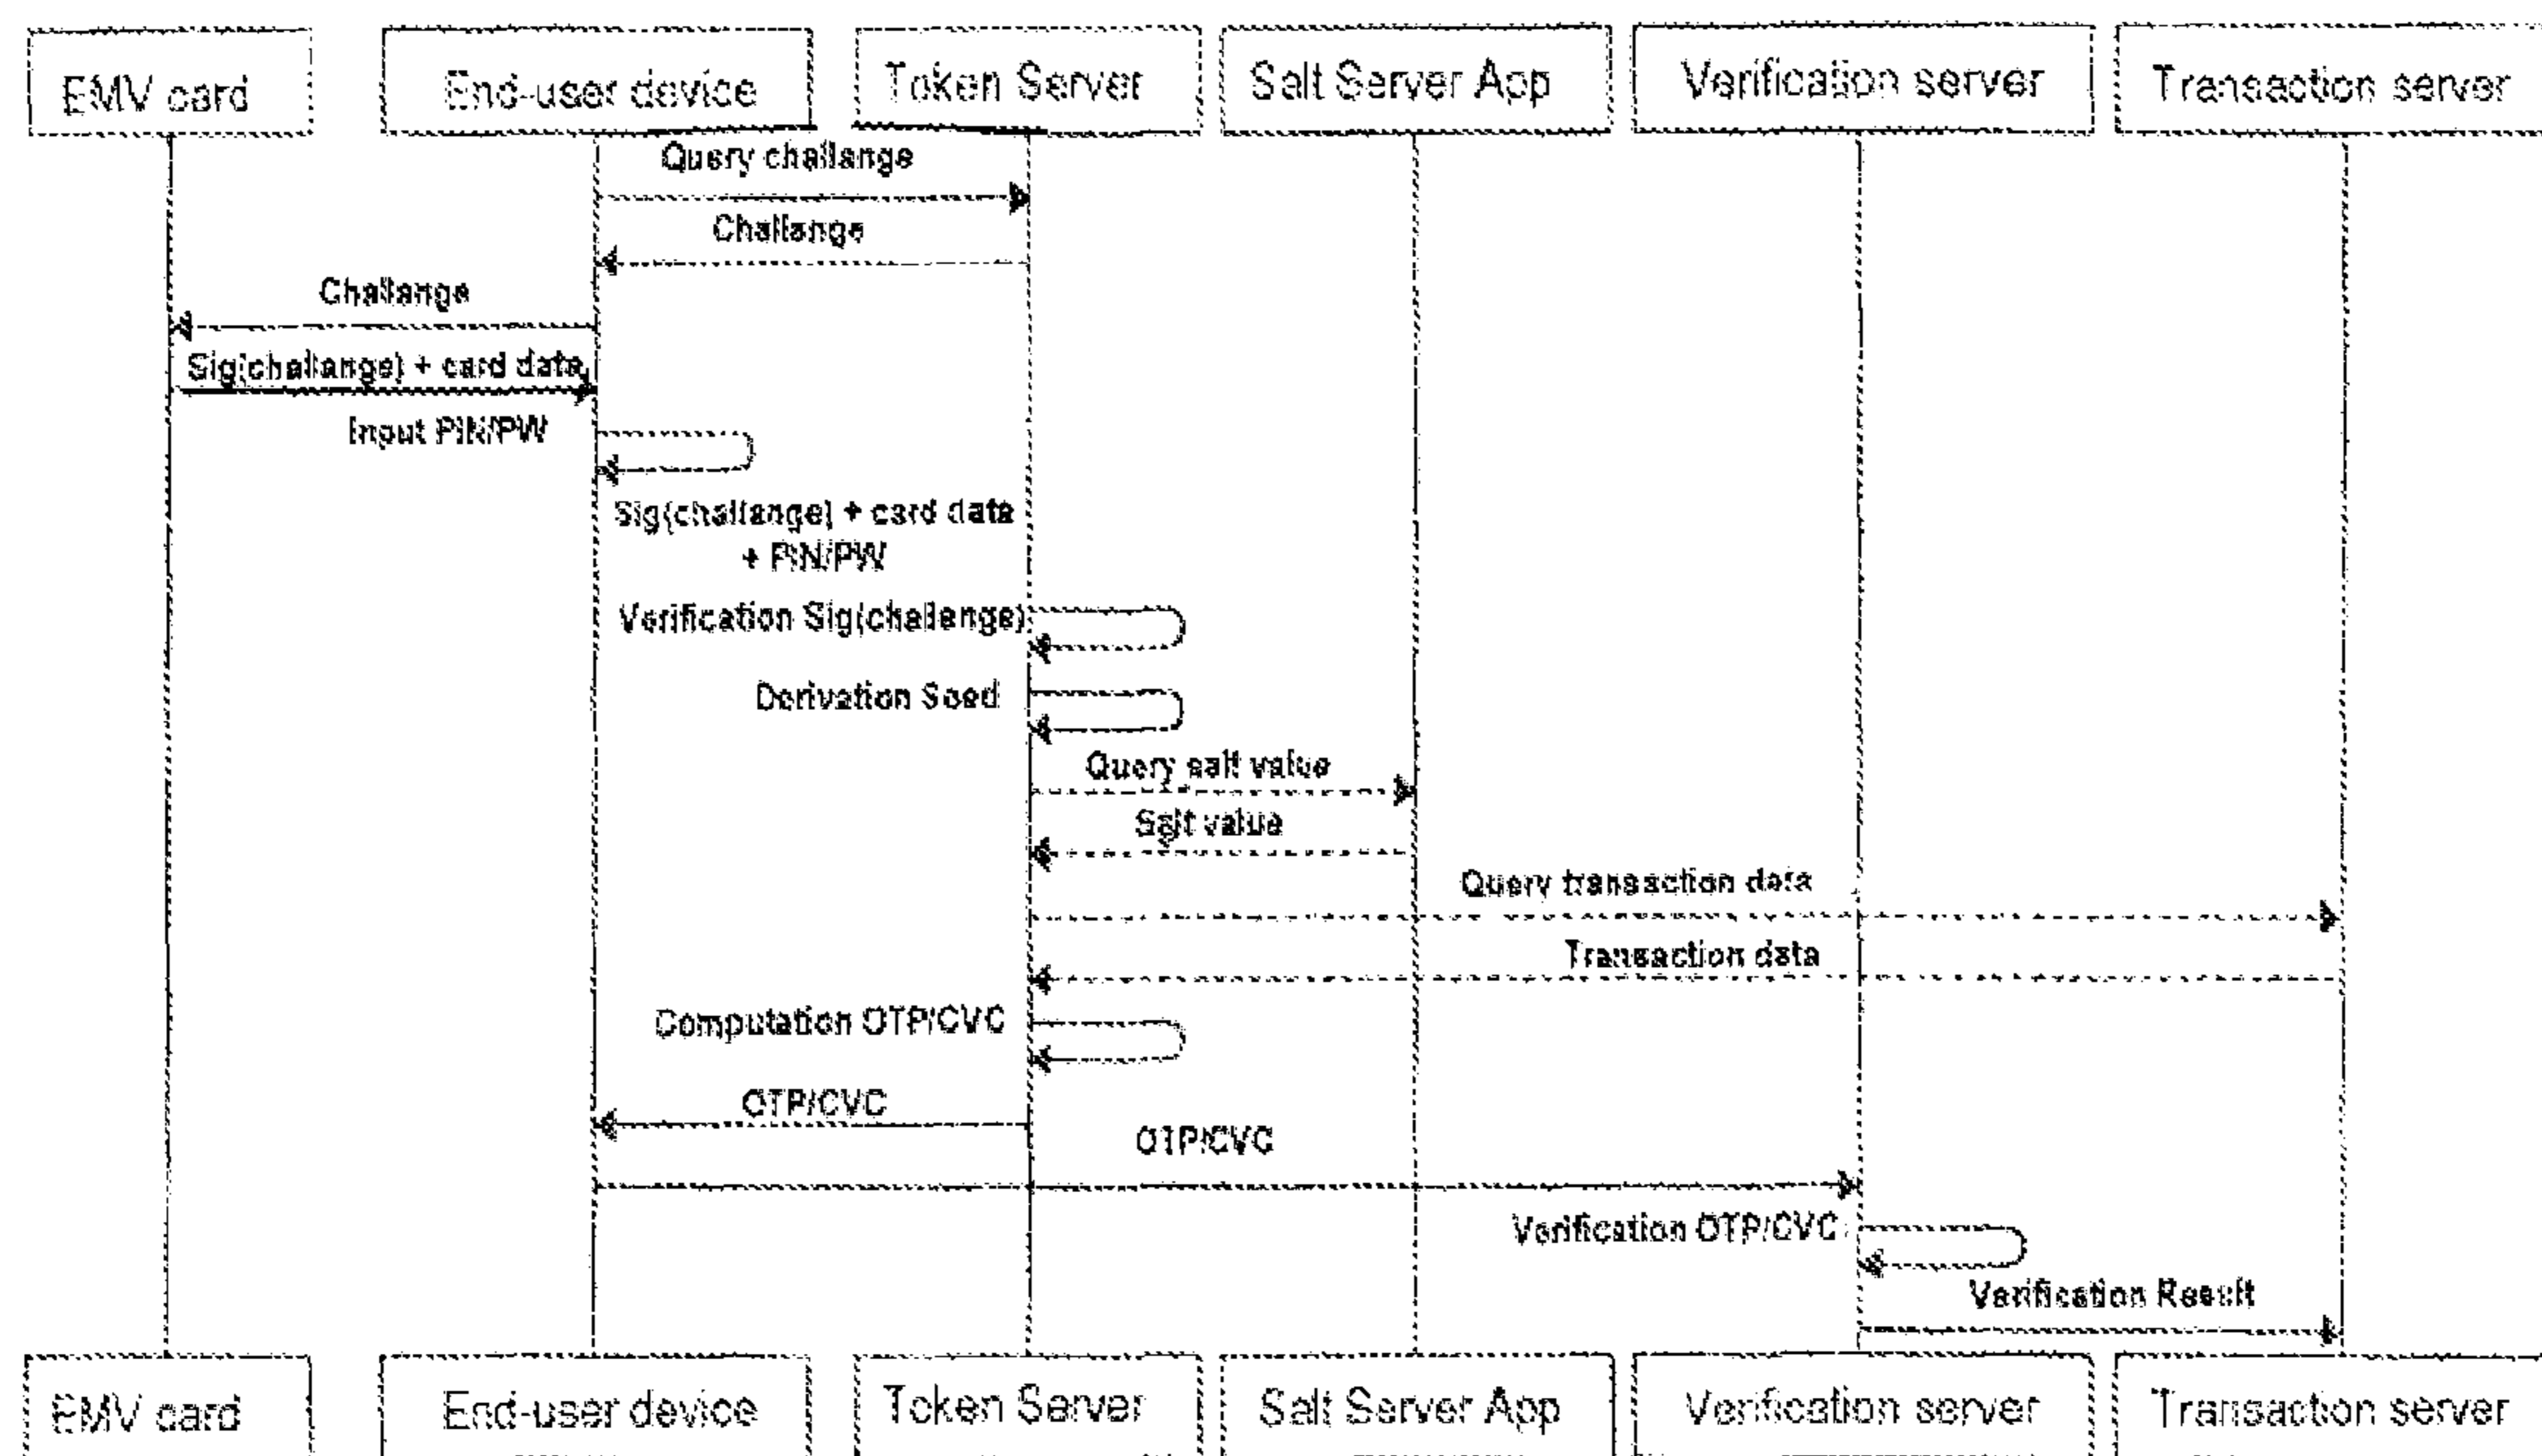 EMV card
End-user device
Token Server
Salt Server App
Verification server
Transaction server
Query challange
Challange
Challange
Sig(challange) + card data
Input PIN/PW
Sig(challange) + card data
+ PIN/PW
Verification Sig(challenge)
Derivation Seed
Query salt value
Salt value
Query transaction data
Transaction data
Computation OTP/CVC
OTP/CVC
OTP/CVC
Verification OTP/CVC
Verification Result
EMV card
End-user device
Token Server
Salt Server App
Verification server
Transaction server